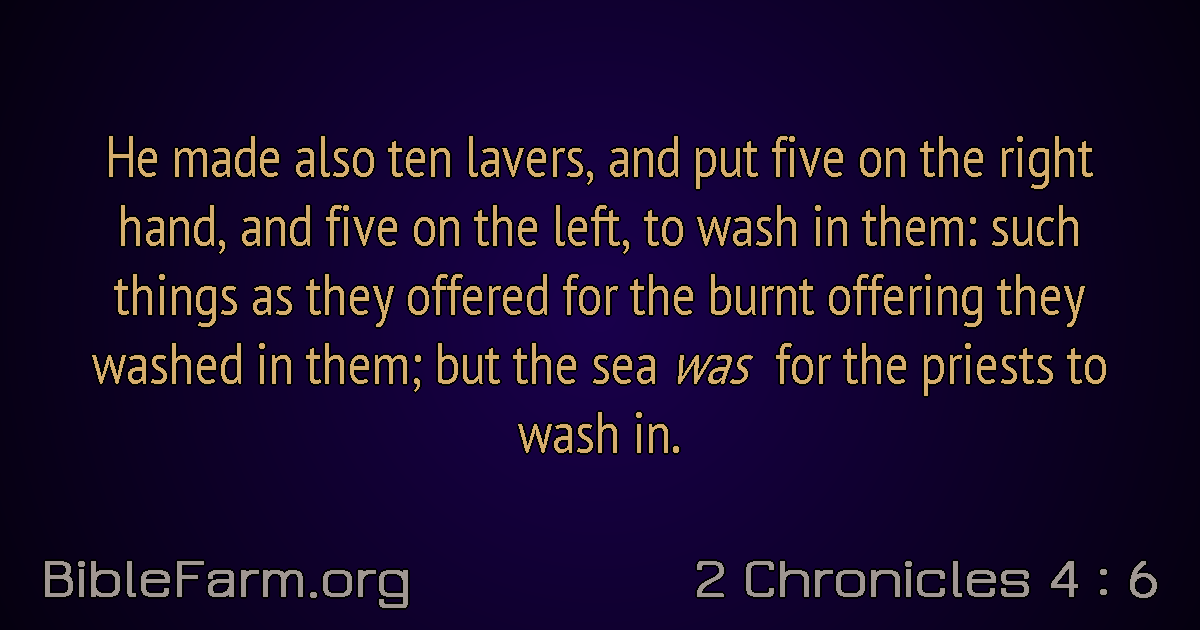 He made also ten lavers, and put five on the right
hand, and five on the left, to wash in them: such
things as they offered for the burnt offering they
washed in them; but the sea was for the priests to
wash in.
BibleFarm.org
2 Chronicles 4 : 6